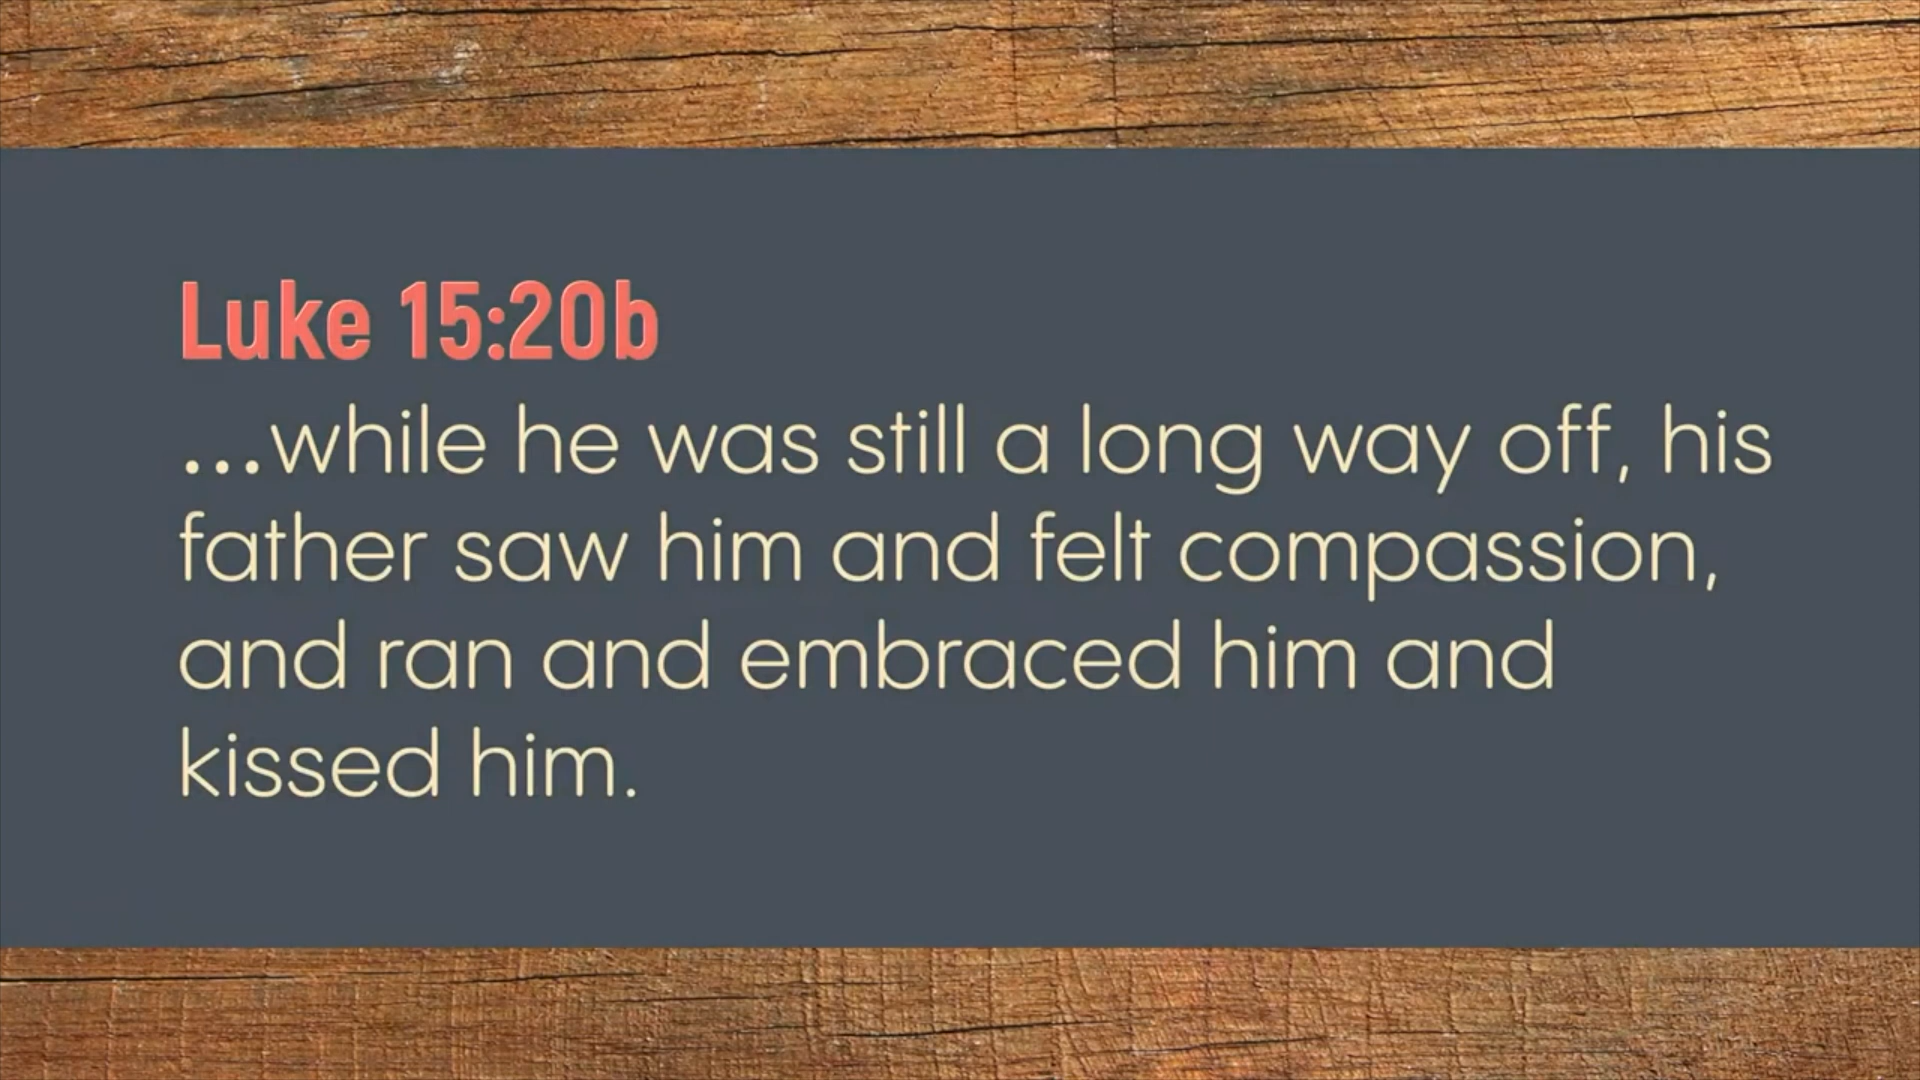 Luke 15:20b
...while he was still a long way off, his
father saw him and felt compassion,
and ran and embraced him and
kissed him.